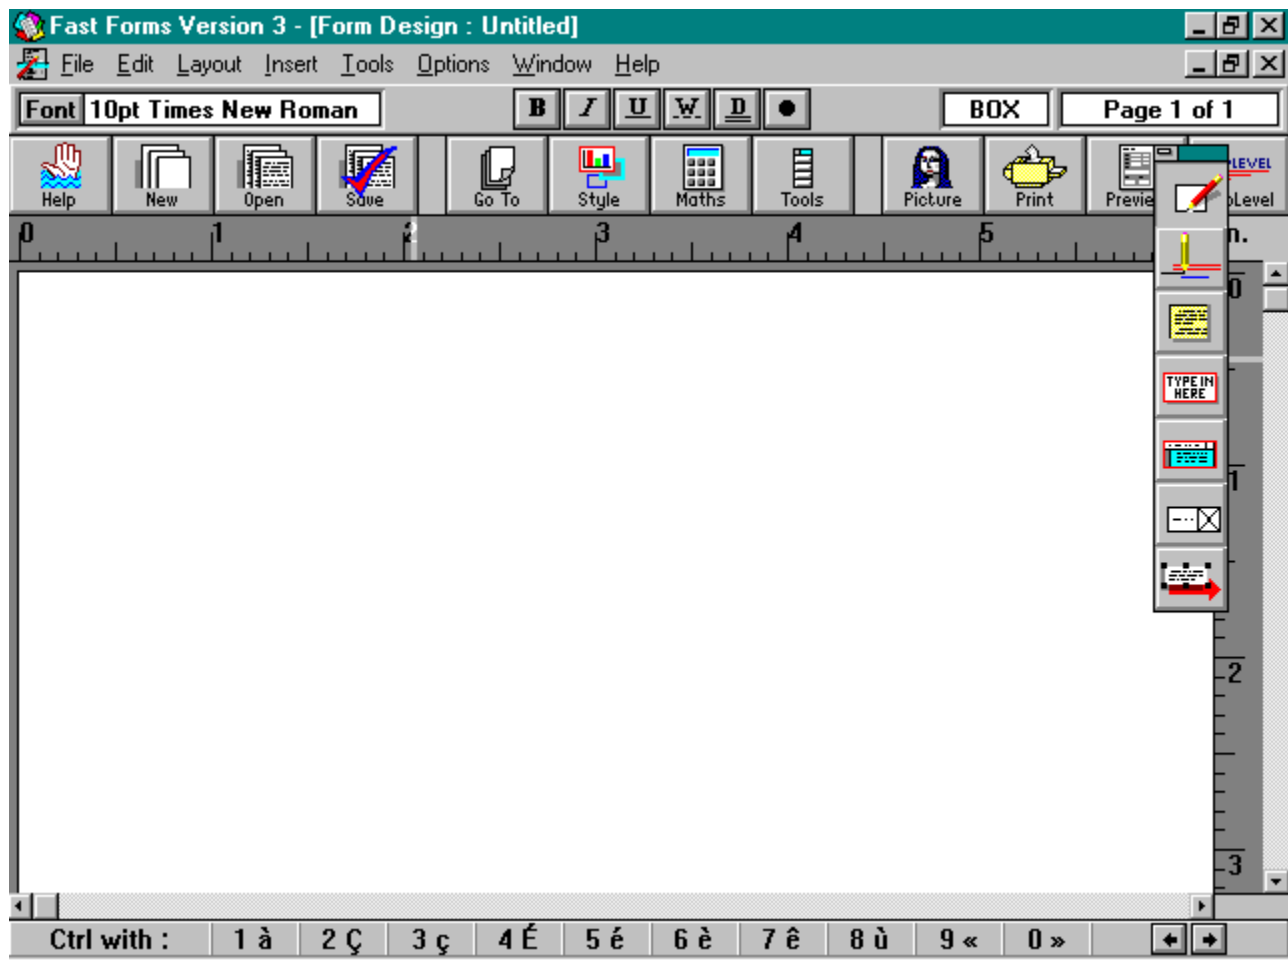 Fast Forms Version 3 - [Form Design : Untitled]
File Edit Layout Insert Tools Options Window Help
Font 10pt Times New Roman B I U W D BOX Page 1 of 1
Help New Open Save Go To Style Maths Tools Picture Print Previe LEVEL oLevel
0 1 2 3 4 5 n.
0
TYPE IN
HERE
1
2
3
Ctrl with : 1 à 2 Ç 3 ç 4 É 5 é 6 è 7 ê 8 ù 9 « 0 »